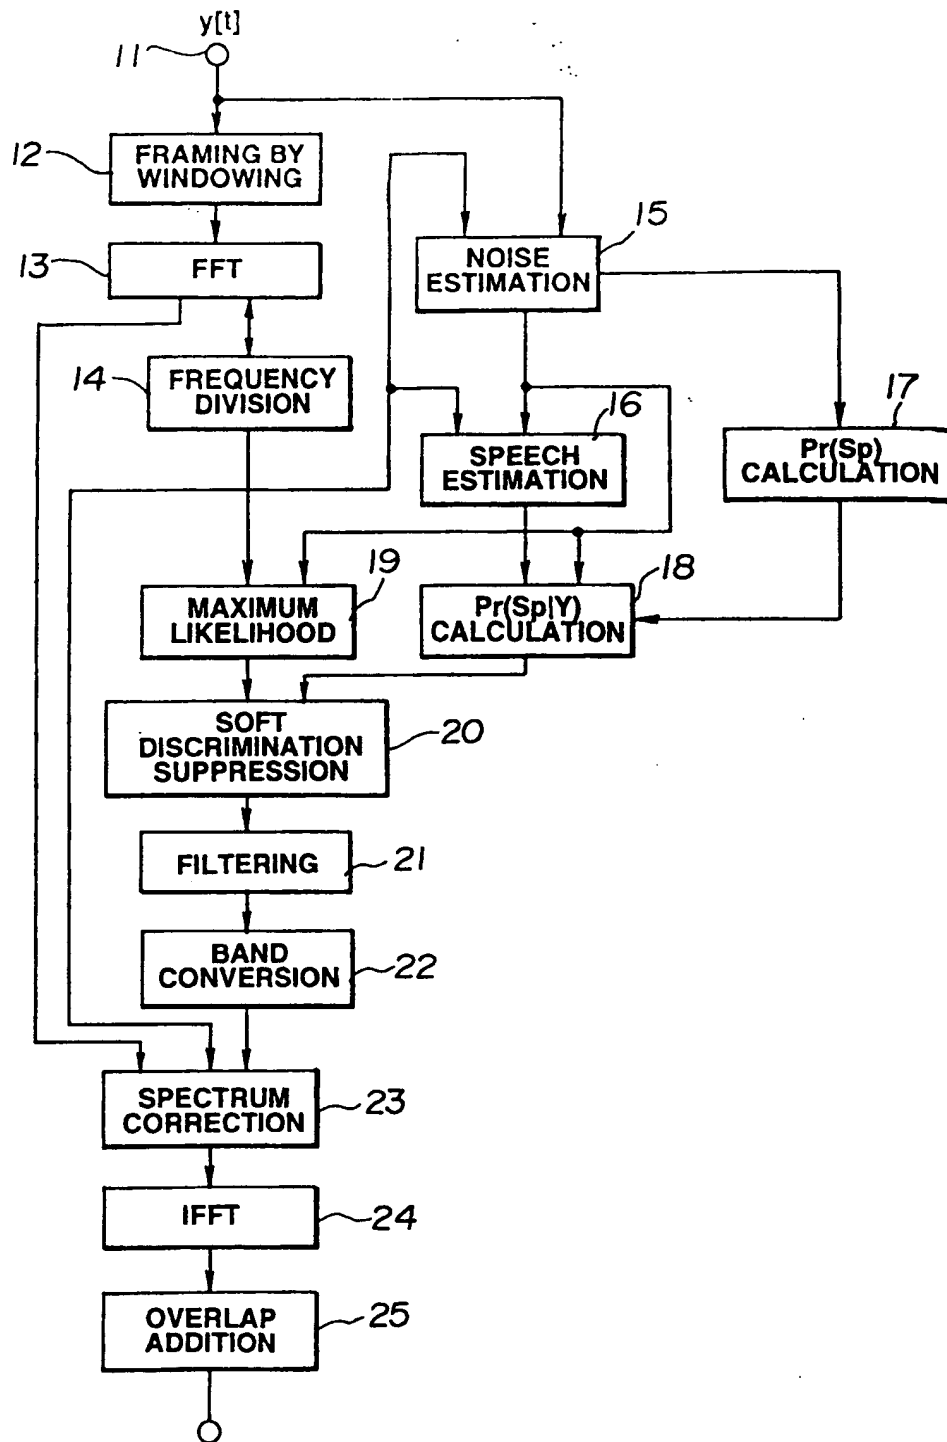 y[t]
11
12
FRAMING BY
WINDOWING
13
FFT
15
NOISE
ESTIMATION
14
FREQUENCY
DIVISION
16
SPEECH
ESTIMATION
17
Pr(Sp)
CALCULATION
19
MAXIMUM
LIKELIHOOD
18
Pr(Sp|Y)
CALCULATION
SOFT
DISCRIMINATION
SUPPRESSION
20
FILTERING
21
BAND
CONVERSION
22
SPECTRUM
CORRECTION
23
IFFT
24
OVERLAP
ADDITION
25